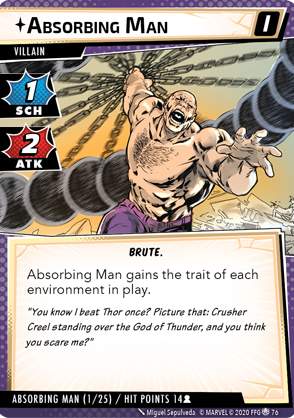 ABSORBING MAN
I
VILLAIN
1
SCH
2
ATK
BRUTE.
Absorbing Man gains the trait of each
environment in play.
"You know I beat Thor once? Picture that: Crusher
Creel standing over the God of Thunder, and you think
you scare me?"
ABSORBING MAN (1/25) / HIT POINTS 14
Miguel Sepulveda © MARVEL © 2020 FFG 76